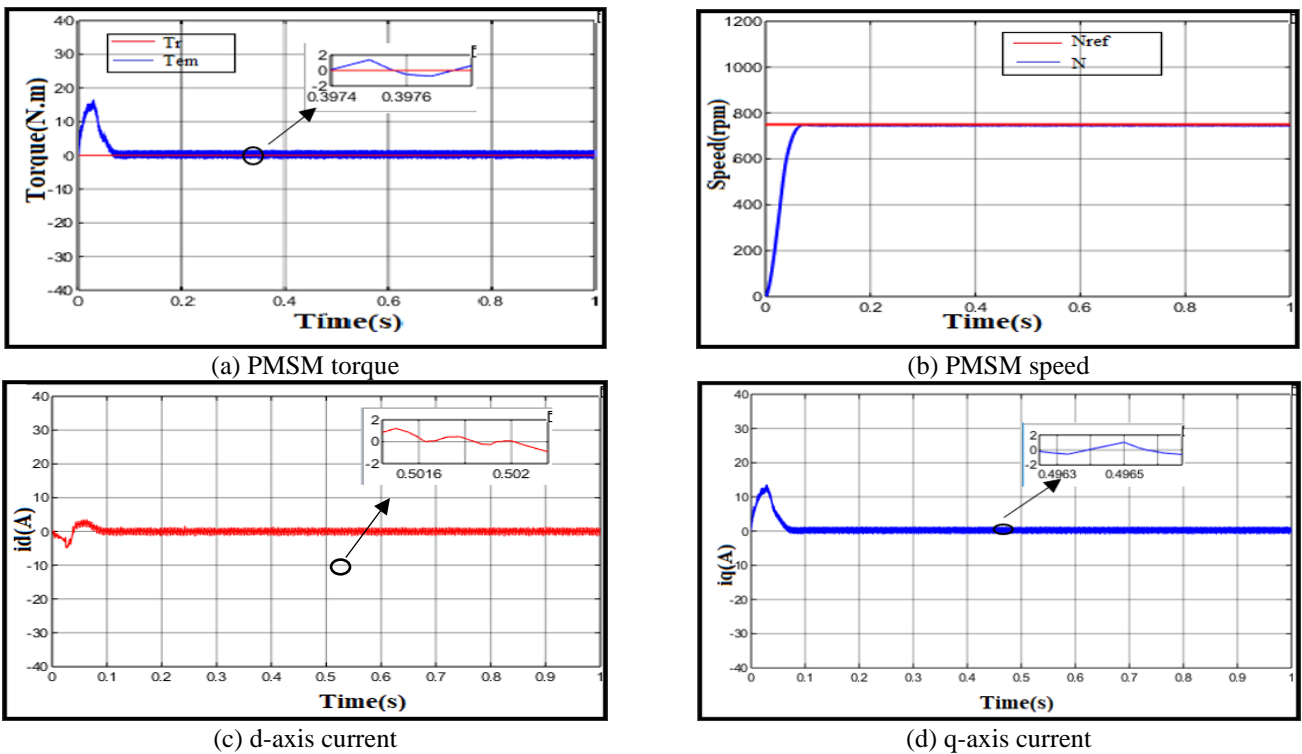 40
30
20
10
0
-10
-20
-30
-40
Torque(N.m)
Tr
Tem
2
0
-2
0.3974 0.3976
0 0.2 0.4 0.6 0.8 1
Time(s)
(a) PMSM torque
1200
1000
800
600
400
200
0
Speed(rpm)
Nref
N
0 0.2 0.4 0.6 0.8 1
Time(s)
(b) PMSM speed
40
30
20
10
0
-10
-20
-30
-40
id(A)
2
0
-2
0.5016 0.502
0 0.1 0.2 0.3 0.4 0.5 0.6 0.7 0.8 0.9 1
Time(s)
(c) d-axis current
40
30
20
10
0
-10
-20
-30
-40
iq(A)
2
0
-2
0.4963 0.4965
0 0.1 0.2 0.3 0.4 0.5 0.6 0.7 0.8 0.9 1
Time(s)
(d) q-axis current